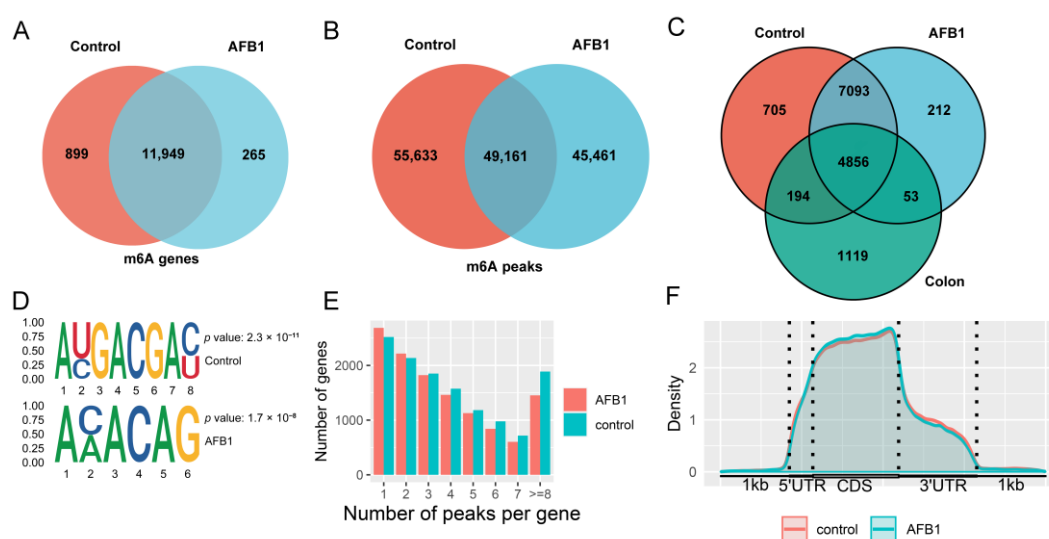 A
Control
AFB1
899
11,949
265
m6A genes
B
Control
AFB1
55,633
49,161
45,461
m6A peaks
C
Control
AFB1
705
7093
212
4856
194
53
1119
Colon
D
1.00
0.75
0.50
0.25
0.00
AUGACGAC
C U
p value: 2.3 × 10⁻¹¹
Control
1 2 3 4 5 6 7 8
1.00
0.75
0.50
0.25
0.00
ACACAG
A
p value: 1.7 × 10⁻⁸
AFB1
1 2 3 4 5 6
E
Number of genes
2000
1000
0
1 2 3 4 5 6 7 >=8
Number of peaks per gene
AFB1
control
F
Density
2
1
0
1kb 5'UTR CDS 3'UTR 1kb
control AFB1